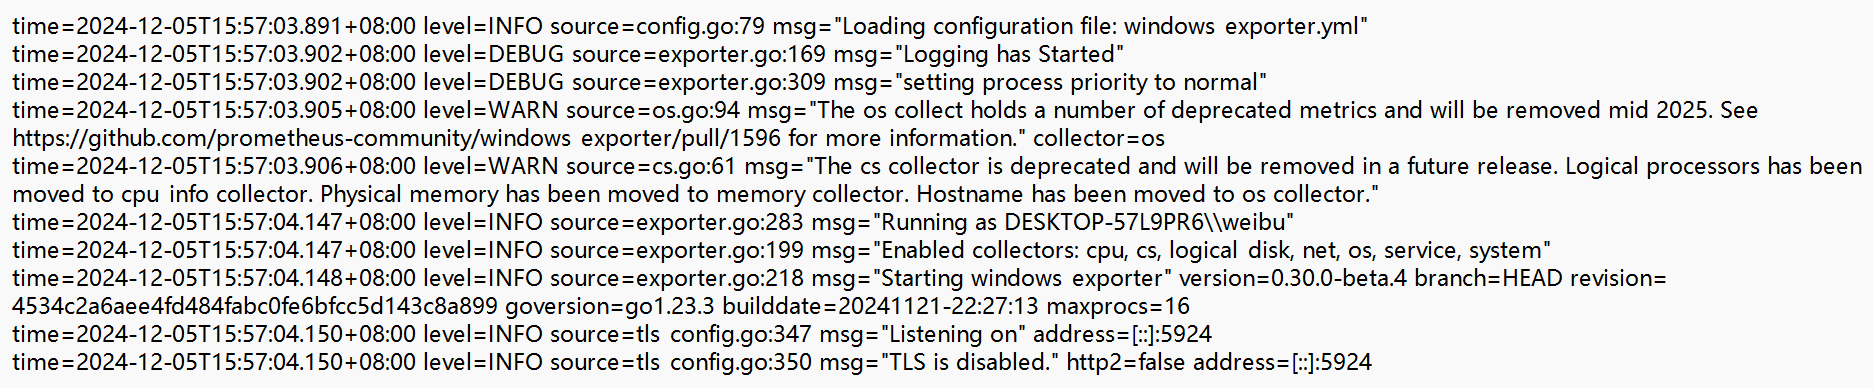 time=2024-12-05T15:57:03.891+08:00 level=INFO source=config.go:79 msg="Loading configuration file: windows exporter.yml"
time=2024-12-05T15:57:03.902+08:00 level=DEBUG source=exporter.go:169 msg="Logging has Started"
time=2024-12-05T15:57:03.902+08:00 level=DEBUG source=exporter.go:309 msg="setting process priority to normal"
time=2024-12-05T15:57:03.905+08:00 level=WARN source=os.go:94 msg="The os collect holds a number of deprecated metrics and will be removed mid 2025. See
https://github.com/prometheus-community/windows exporter/pull/1596 for more information." collector=os
time=2024-12-05T15:57:03.906+08:00 level=WARN source=cs.go:61 msg="The cs collector is deprecated and will be removed in a future release. Logical processors has been
moved to cpu info collector. Physical memory has been moved to memory collector. Hostname has been moved to os collector."
time=2024-12-05T15:57:04.147+08:00 level=INFO source=exporter.go:283 msg="Running as DESKTOP-57L9PR6\\weibu"
time=2024-12-05T15:57:04.147+08:00 level=INFO source=exporter.go:199 msg="Enabled collectors: cpu, cs, logical disk, net, os, service, system"
time=2024-12-05T15:57:04.148+08:00 level=INFO source=exporter.go:218 msg="Starting windows exporter" version=0.30.0-beta.4 branch=HEAD revision=
4534c2a6aee4fd484fabc0fe6bfcc5d143c8a899 goversion=go1.23.3 builddate=20241121-22:27:13 maxprocs=16
time=2024-12-05T15:57:04.150+08:00 level=INFO source=tls config.go:347 msg="Listening on" address=[::]:5924
time=2024-12-05T15:57:04.150+08:00 level=INFO source=tls config.go:350 msg="TLS is disabled." http2=false address=[::]:5924